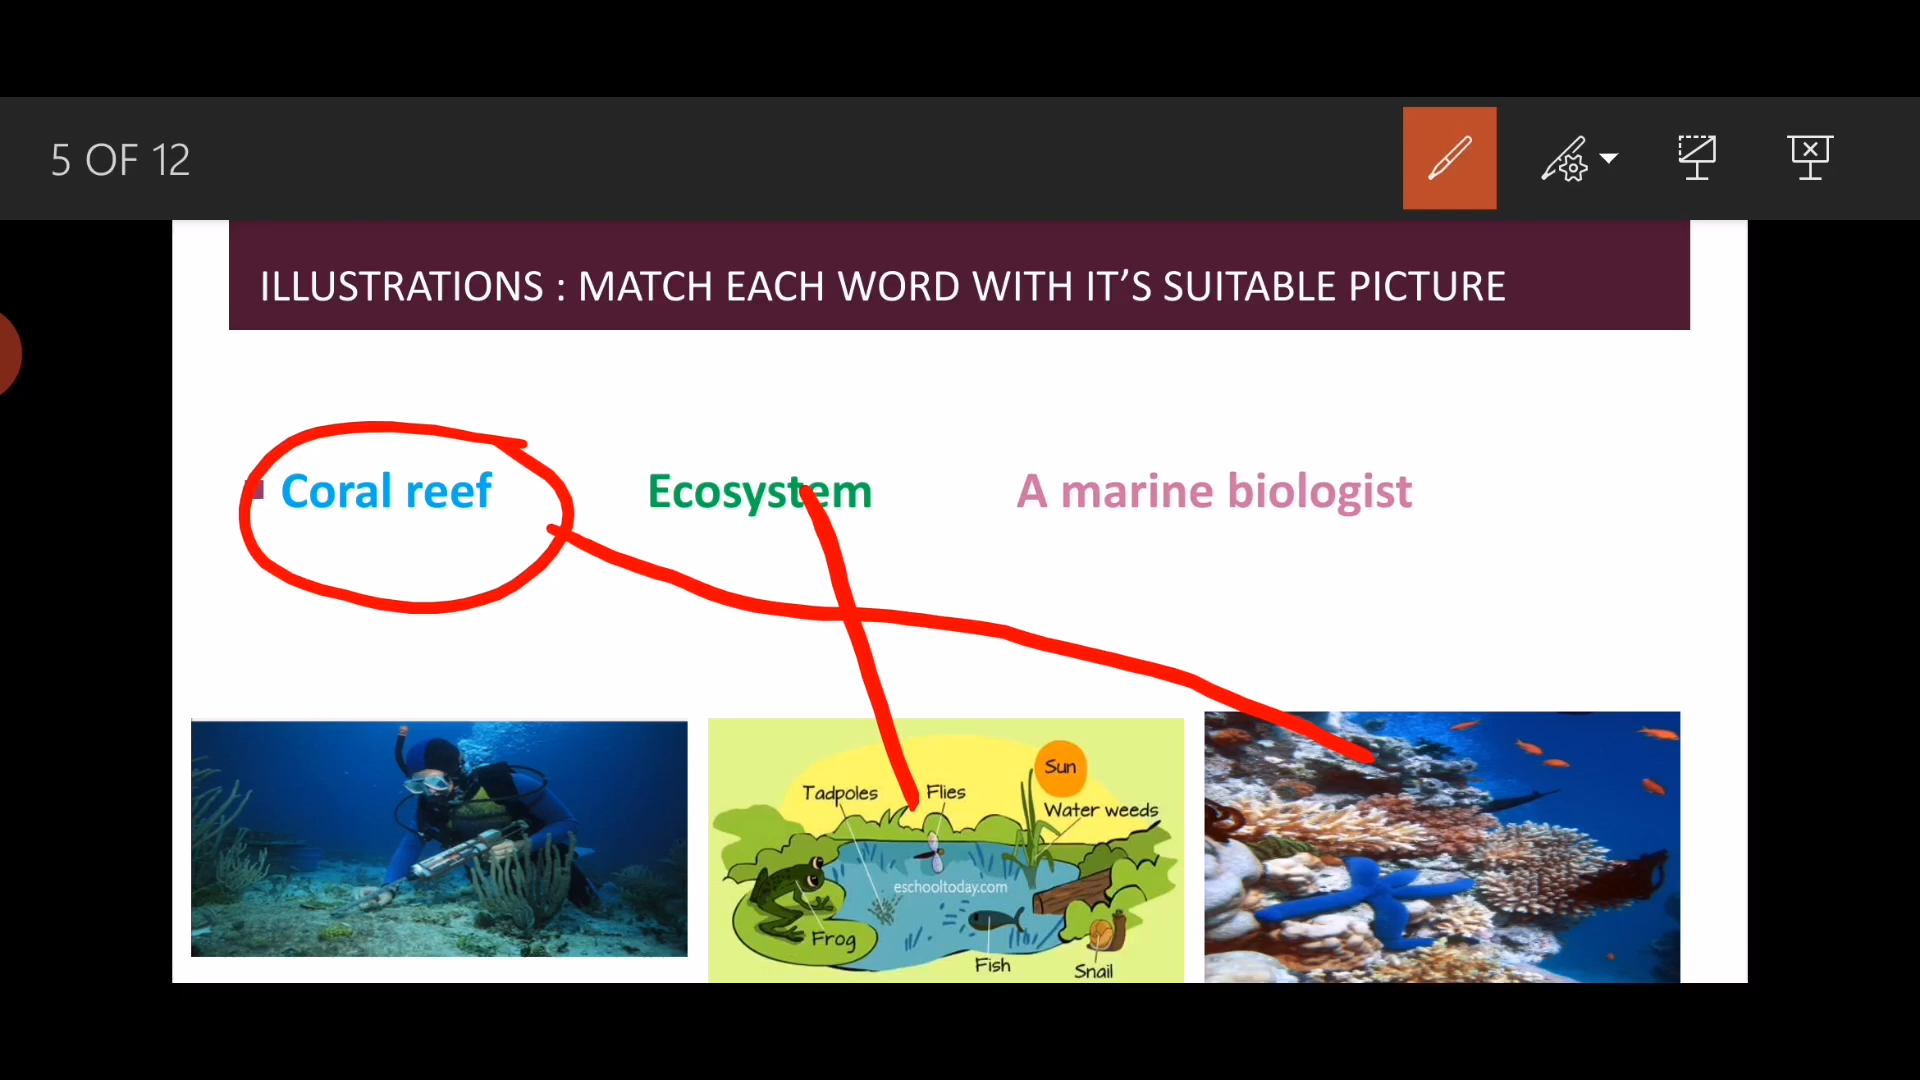 5 OF 12
ILLUSTRATIONS : MATCH EACH WORD WITH IT’S SUITABLE PICTURE
Coral reef Ecosystem A marine biologist
Sun
Tadpoles Flies
Water weeds
eschooltoday.com
Frog
Fish
Snail